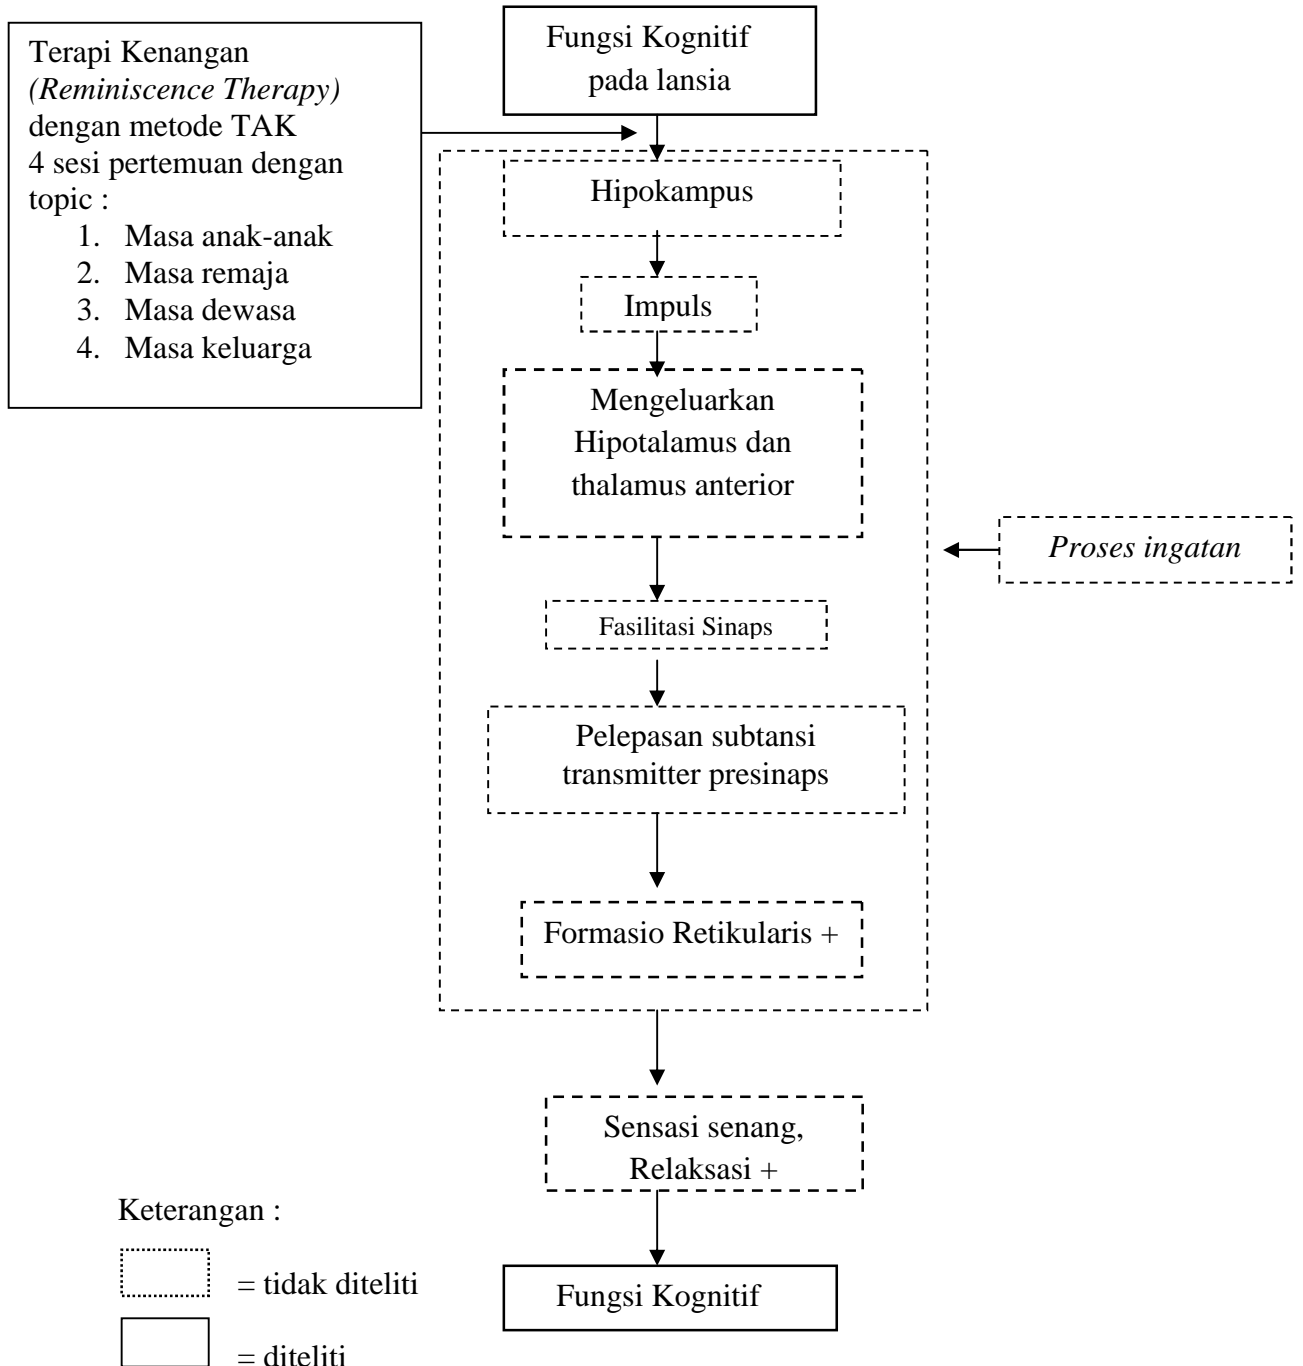 Terapi Kenangan
(Reminiscence Therapy)
dengan metode TAK
4 sesi pertemuan dengan
topic :
1. Masa anak-anak
2. Masa remaja
3. Masa dewasa
4. Masa keluarga
Fungsi Kognitif
pada lansia
Hipokampus
Impuls
Mengeluarkan
Hipotalamus dan
thalamus anterior
Proses ingatan
Fasilitasi Sinaps
Pelepasan subtansi
transmitter presinaps
Formasio Retikularis +
Sensasi senang,
Relaksasi +
Fungsi Kognitif
Keterangan :
= tidak diteliti
= diteliti